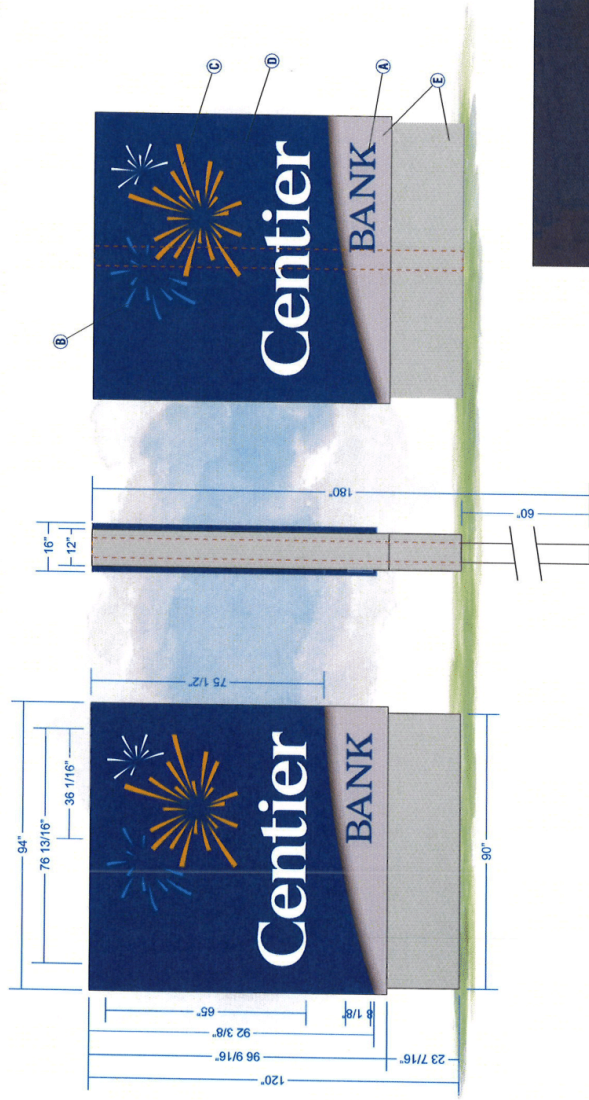 94"
76 13/16"
36 1/16"
Centier
BANK
120"
96 9/16"
23 7/16"
92 3/8"
65"
8 1/8"
75 1/2"
90"
16"
12"
180"
60"
B
C
D
A
E
Centier
BANK